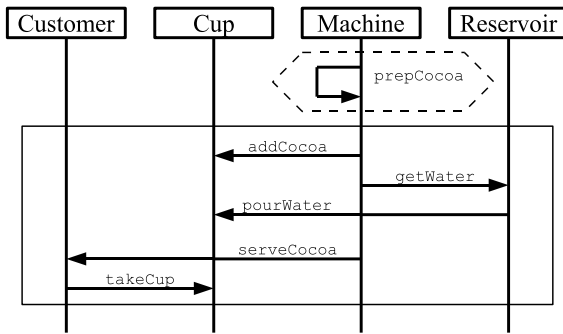 Customer Cup Machine Reservoir
prepCocoa
addCocoa
getWater
pourWater
serveCocoa
takeCup